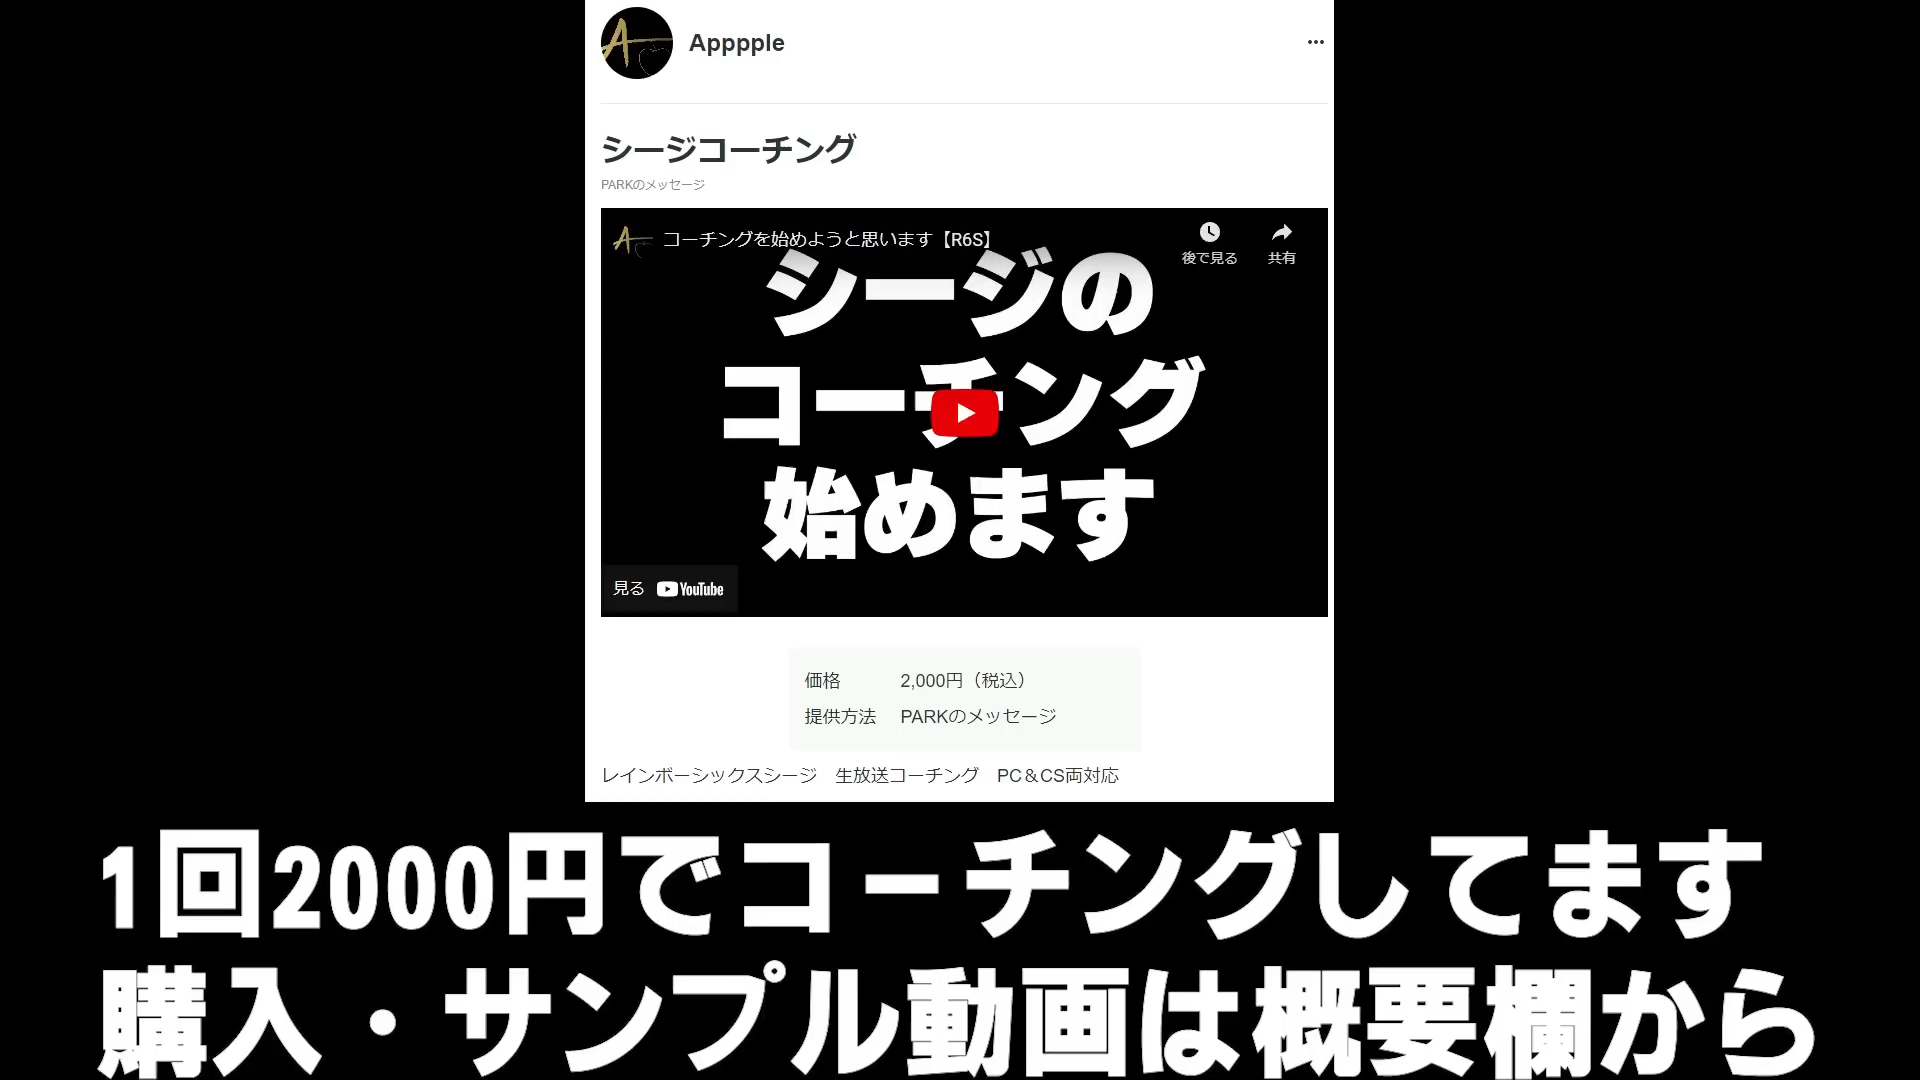 Apppple
シージコーチング
PARKのメッセージ
コーチングを始めようと思います【R6S】
後で見る
共有
シージの
コーチング
始めます
見る YouTube
価格 2,000円（税込）
提供方法 PARKのメッセージ
レインボーシックスシージ　生放送コーチング　PC＆CS両対応
1回2000円でコーチングしてます
購入・サンプル動画は概要欄から